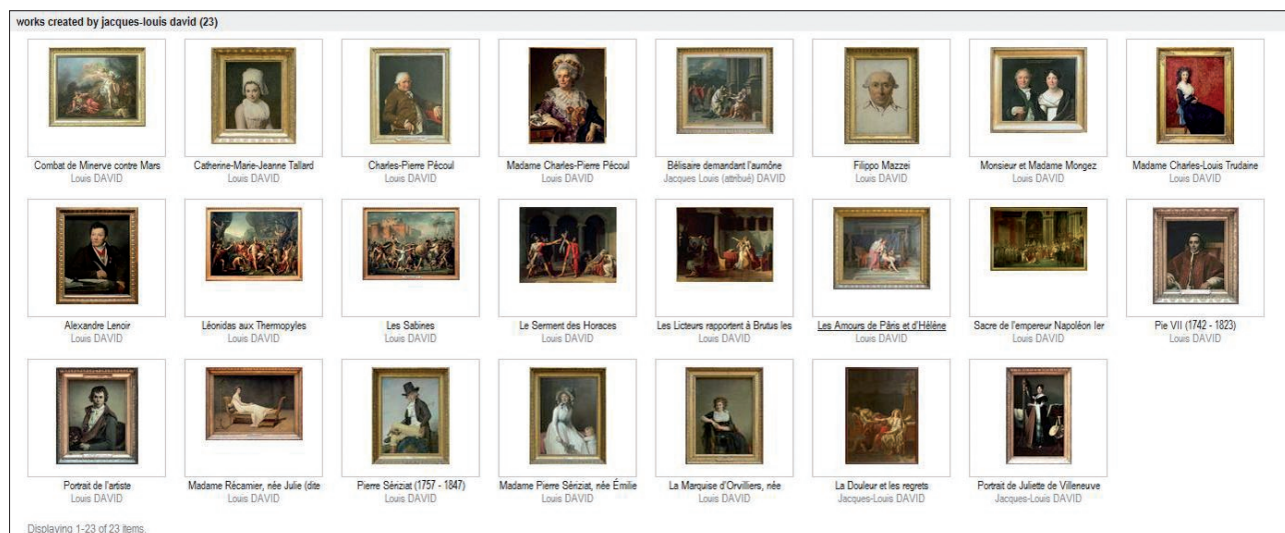 works created by jacques-louis david (23)
Combat de Minerve contre Mars
Louis DAVID
Catherine-Marie-Jeanne Tallard
Louis DAVID
Charles-Pierre Pécoul
Louis DAVID
Madame Charles-Pierre Pécoul
Louis DAVID
Bélisaire demandant l'aumône
Jacques Louis (attribué) DAVID
Filippo Mazzei
Louis DAVID
Monsieur et Madame Mongez
Louis DAVID
Madame Charles-Louis Trudaine
Louis DAVID
Alexandre Lenoir
Louis DAVID
Léonidas aux Thermopyles
Louis DAVID
Les Sabines
Louis DAVID
Le Serment des Horaces
Louis DAVID
Les Licteurs rapportent à Brutus les
Louis DAVID
Les Amours de Pâris et d'Hélène
Louis DAVID
Sacre de l'empereur Napoléon Ier
Louis DAVID
Pie VII (1742 - 1823)
Louis DAVID
Portrait de l'artiste
Louis DAVID
Madame Récamier, née Julie (dite
Louis DAVID
Pierre Sériziat (1757 - 1847)
Louis DAVID
Madame Pierre Sériziat, née Émilie
Louis DAVID
La Marquise d'Orvilliers, née
Louis DAVID
La Douleur et les regrets
Jacques-Louis DAVID
Portrait de Juliette de Villeneuve
Jacques-Louis DAVID
Displaying 1-23 of 23 items.